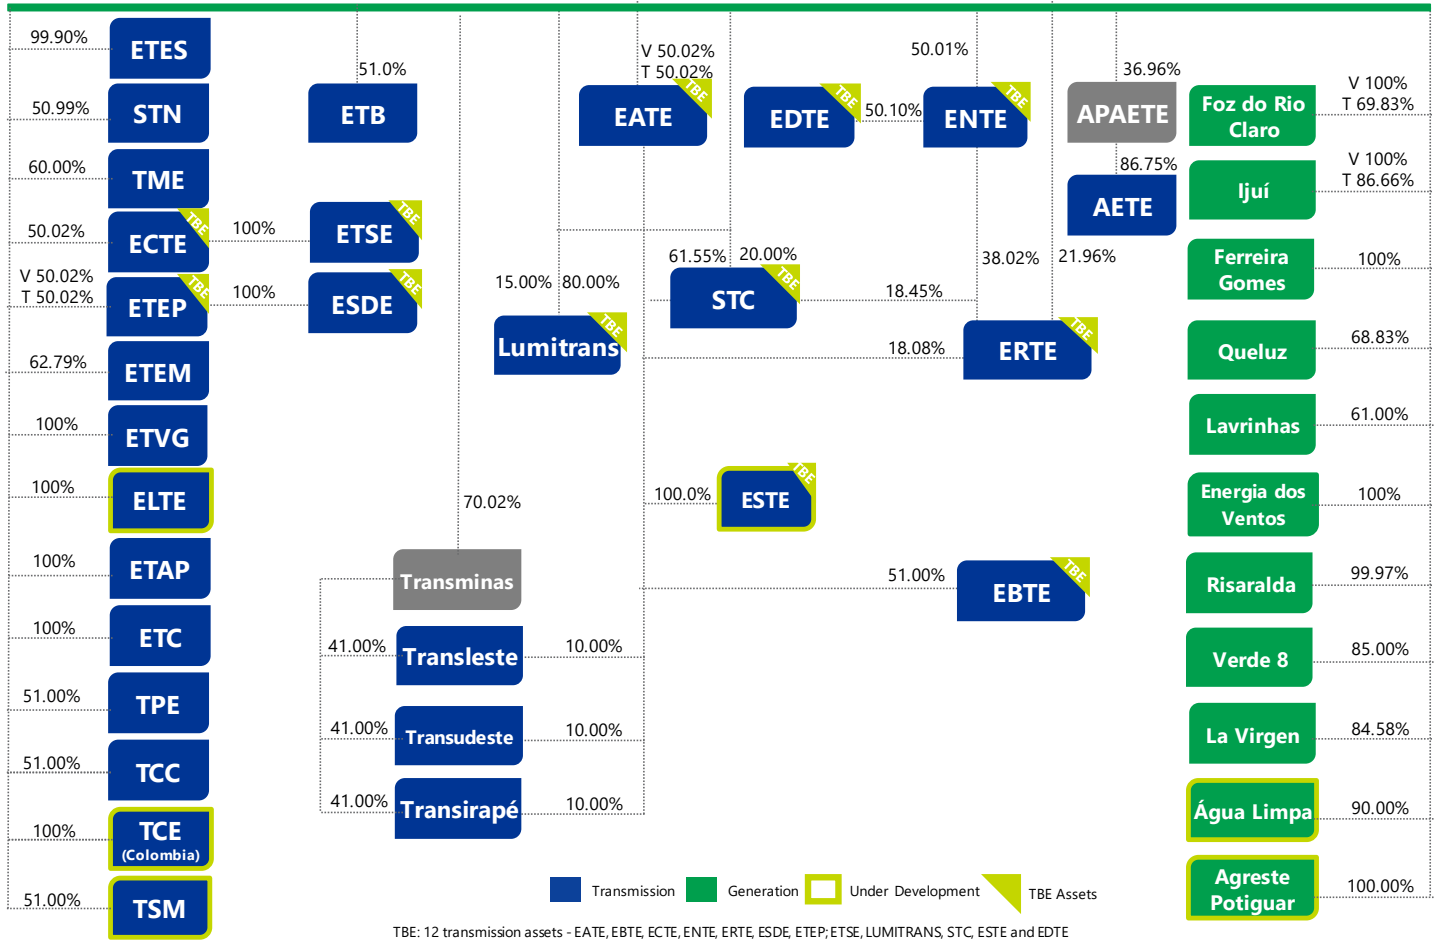 99.90%
ETES
50.99%
STN
60.00%
TME
50.02%
ECTE
TBE
100%
ETSE
TBE
V 50.02%
T 50.02%
ETEP
TBE
100%
ESDE
TBE
62.79%
ETEM
100%
ETVG
100%
ELTE
100%
ETAP
100%
ETC
51.00%
TPE
51.00%
TCC
100%
TCE
(Colombia)
51.00%
TSM
51.0%
ETB
V 50.02%
T 50.02%
EATE
TBE
EDTE
TBE
50.10%
50.01%
ENTE
TBE
36.96%
APAETE
86.75%
AETE
15.00%
80.00%
Lumitrans
TBE
61.55%
20.00%
STC
TBE
18.45%
38.02%
21.96%
18.08%
ERTE
TBE
100.0%
ESTE
TBE
51.00%
EBTE
TBE
70.02%
Transminas
41.00%
Transleste
10.00%
41.00%
Transudeste
10.00%
41.00%
Transirapé
10.00%
Foz do Rio
Claro
V 100%
T 69.83%
Ijuí
V 100%
T 86.66%
Ferreira
Gomes
100%
Queluz
68.83%
Lavrinhas
61.00%
Energia dos
Ventos
100%
Risaralda
99.97%
Verde 8
85.00%
La Virgen
84.58%
Água Limpa
90.00%
Agreste
Potiguar
100.00%
Transmission
Generation
Under Development
TBE Assets
TBE: 12 transmission assets - EATE, EBTE, ECTE, ENTE, ERTE, ESDE, ETEP; ETSE, LUMITRANS, STC, ESTE and EDTE